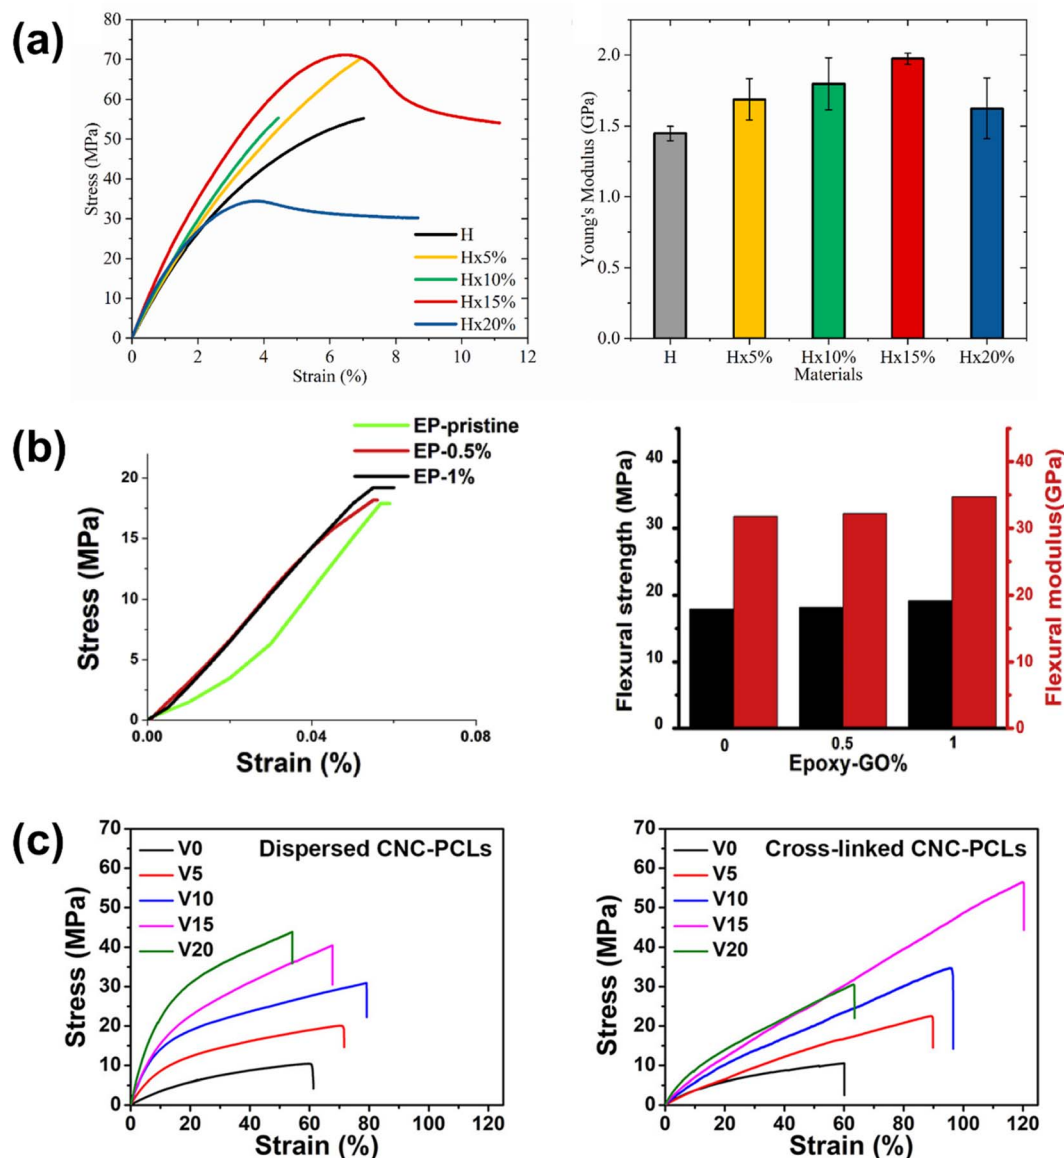 (a)
80
70
60
50
40
30
20
10
0
Stress (MPa)
0 2 4 6 8 10 12
Strain (%)
H
Hx5%
Hx10%
Hx15%
Hx20%
2.0
1.5
1.0
0.5
0.0
Young's Modulus (GPa)
H Hx5% Hx10% Hx15% Hx20%
Materials
(b)
EP-pristine
EP-0.5%
EP-1%
20
15
10
5
0
Stress (MPa)
0.00 0.04 0.08
Strain (%)
40
30
20
10
0
Flexural strength (MPa)
40
30
20
10
0
Flexural modulus(GPa)
0 0.5 1
Epoxy-GO%
(c)
70
60
50
40
30
20
10
0
Stress (MPa)
V0
V5
V10
V15
V20
Dispersed CNC-PCLs
0 20 40 60 80 100 120
Strain (%)
70
60
50
40
30
20
10
0
Stress (MPa)
V0
V5
V10
V15
V20
Cross-linked CNC-PCLs
0 20 40 60 80 100 120
Strain (%)